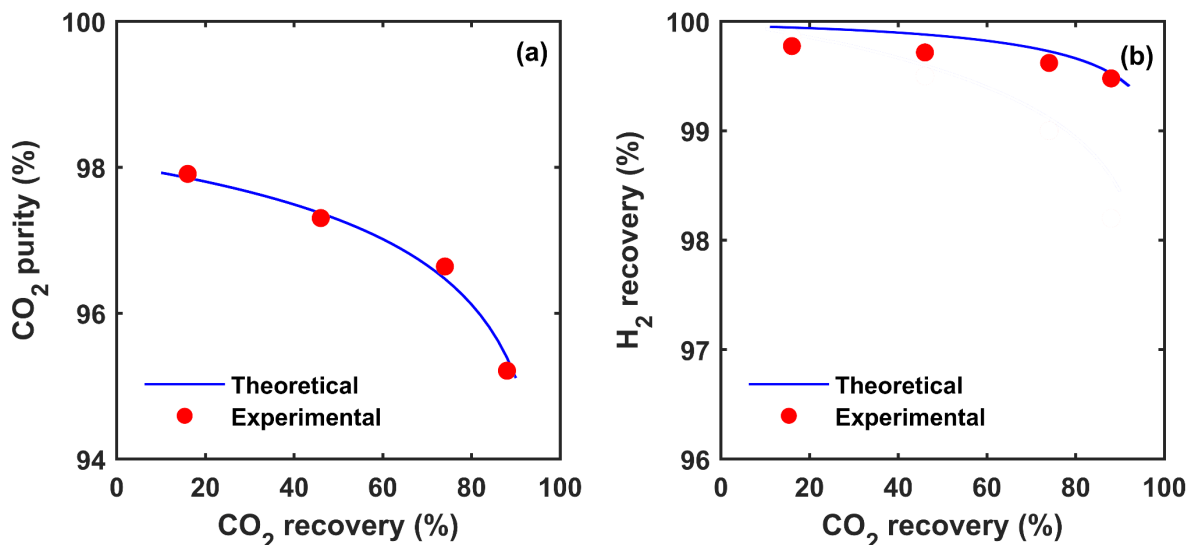 100
98
96
94
CO₂ purity (%)
(a)
Theoretical
Experimental
0 20 40 60 80 100
CO₂ recovery (%)
100
99
98
97
96
H₂ recovery (%)
(b)
Theoretical
Experimental
0 20 40 60 80 100
CO₂ recovery (%)